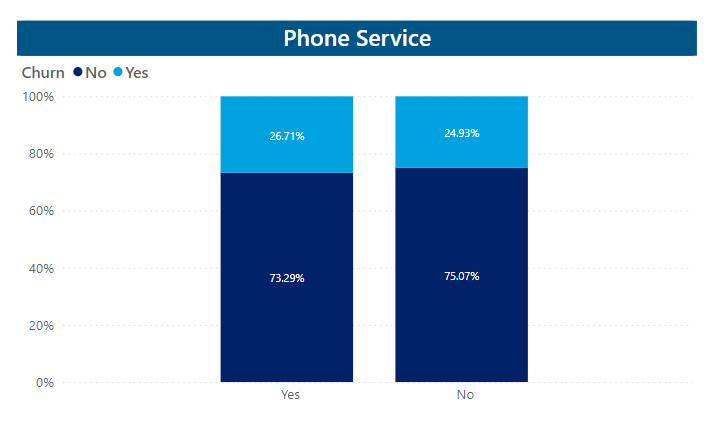 Phone Service
Churn No Yes
100%
80%
60%
40%
20%
0%
26.71%
24.93%
73.29%
75.07%
Yes
No